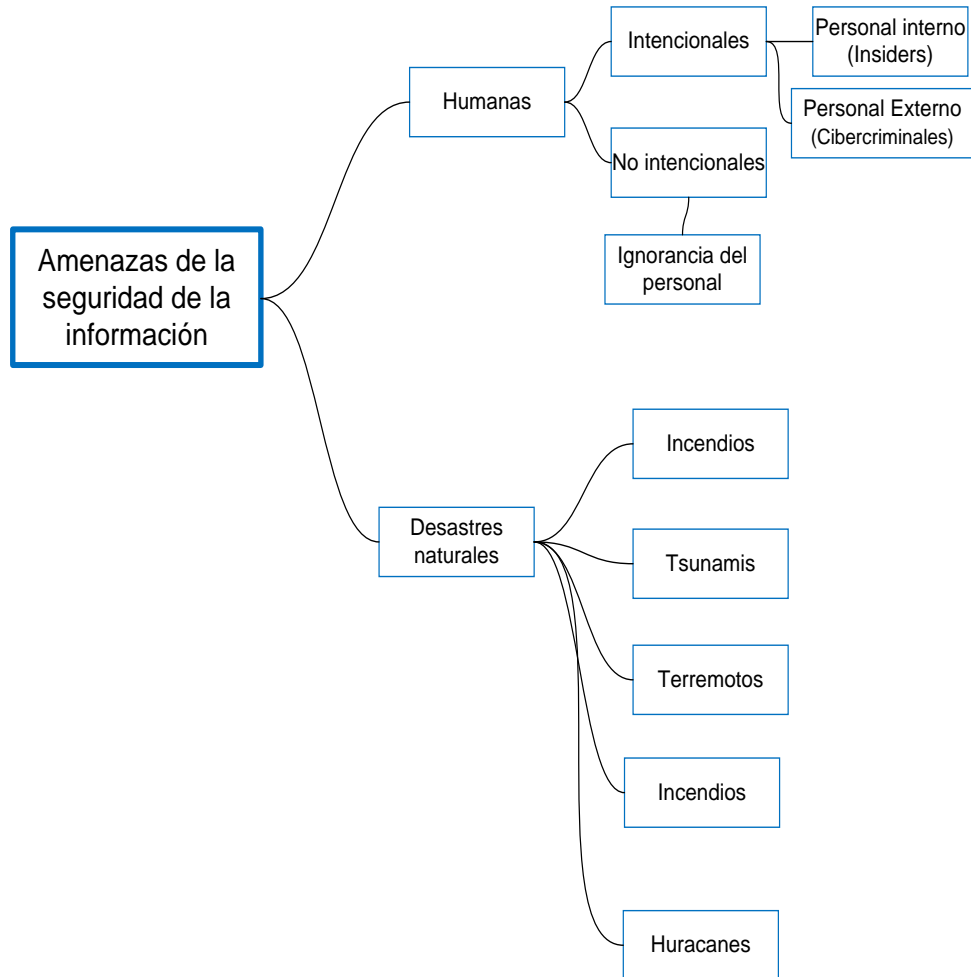 Amenazas de la
seguridad de la
información
Humanas
Intencionales
Personal interno
(Insiders)
Personal Externo
(Cibercriminales)
No intencionales
Ignorancia del
personal
Desastres
naturales
Incendios
Tsunamis
Terremotos
Incendios
Huracanes